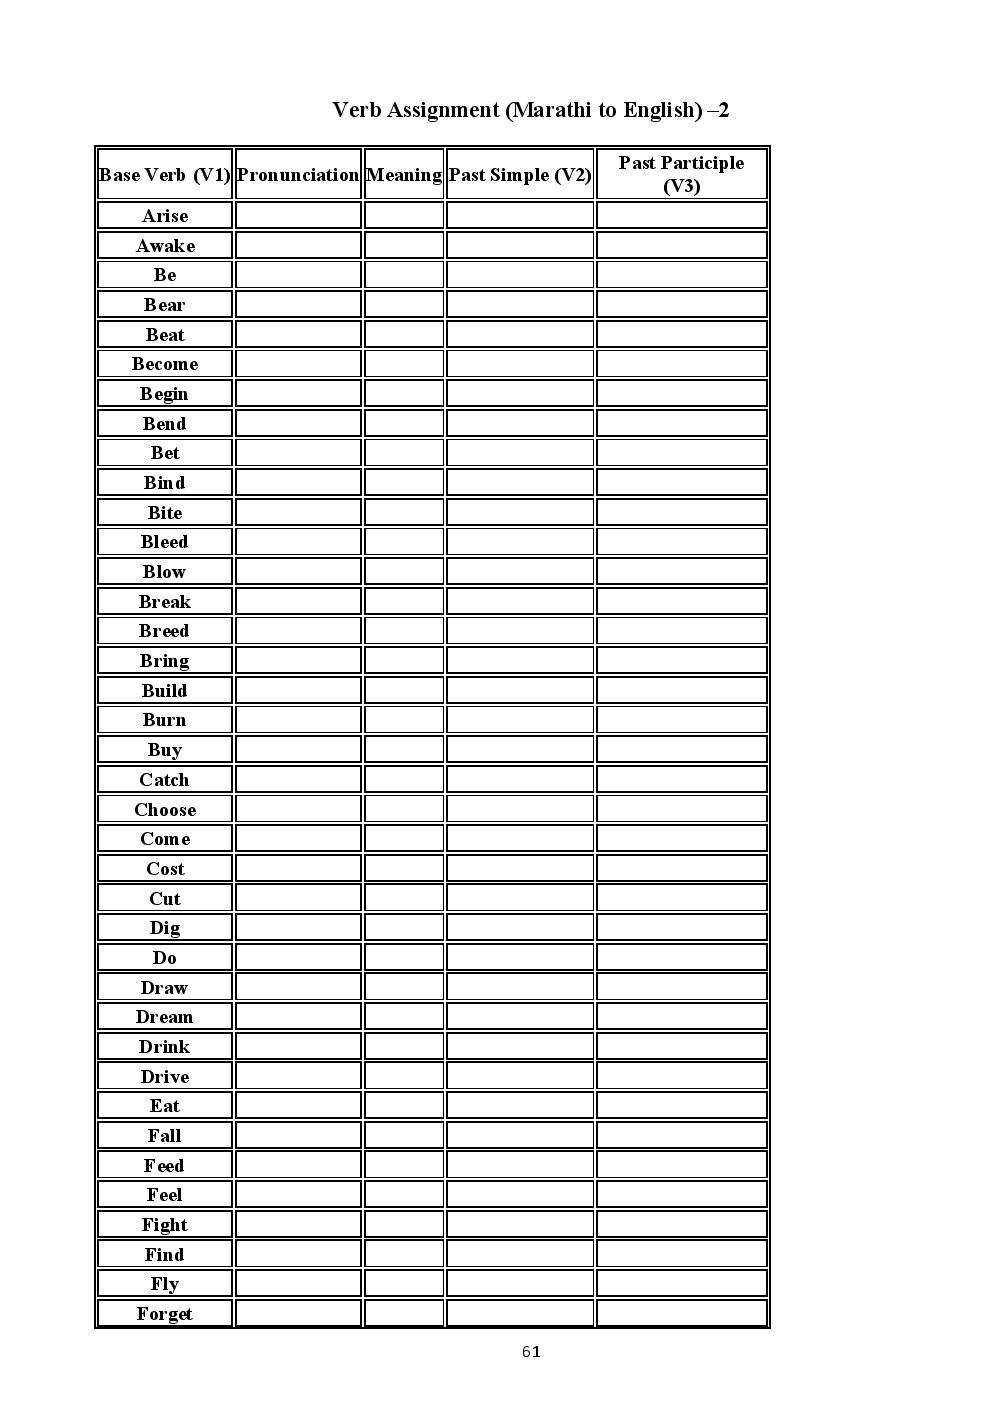 Verb Assignment (Marathi to English) –2
Base Verb (V1) Pronunciation Meaning Past Simple (V2) Past Participle (V3)
Arise
Awake
Be
Bear
Beat
Become
Begin
Bend
Bet
Bind
Bite
Bleed
Blow
Break
Breed
Bring
Build
Burn
Buy
Catch
Choose
Come
Cost
Cut
Dig
Do
Draw
Dream
Drink
Drive
Eat
Fall
Feed
Feel
Fight
Find
Fly
Forget
61